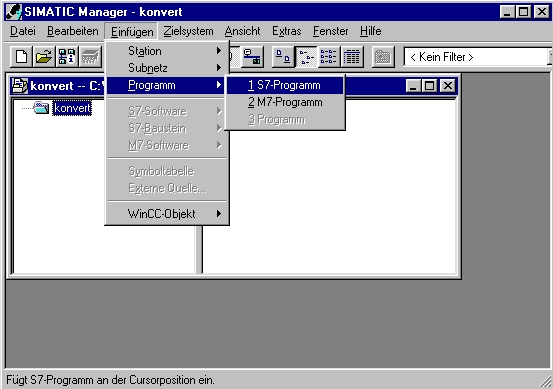 SIMATIC Manager - konvert
Datei Bearbeiten Einfügen Zielsystem Ansicht Extras Fenster Hilfe
< Kein Filter >
konvert -- C:\
konvert
Station
Subnetz
Programm
S7-Software
S7-Baustein
M7-Software
Symboltabelle
Externe Quelle...
WinCC-Objekt
1 S7-Programm
2 M7-Programm
3 Programm
Fügt S7-Programm an der Cursorposition ein.